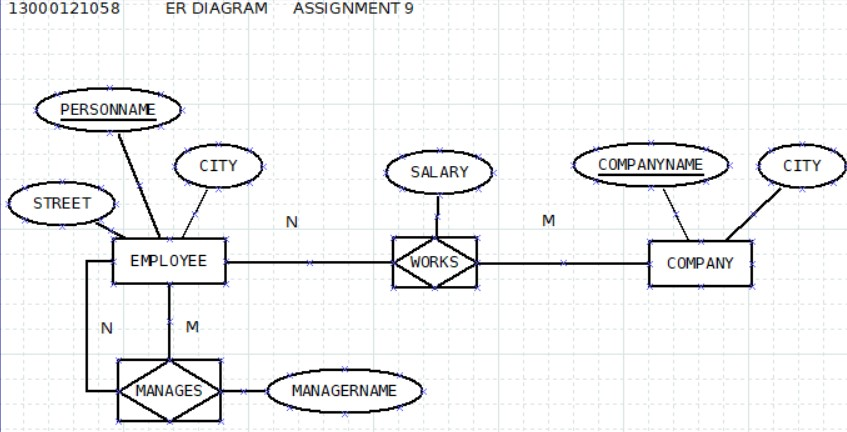 13000121058 ER DIAGRAM ASSIGNMENT 9
PERSONNAME
CITY
STREET
SALARY
COMPANYNAME
CITY
N
M
EMPLOYEE
WORKS
COMPANY
N
M
MANAGES
MANAGERNAME